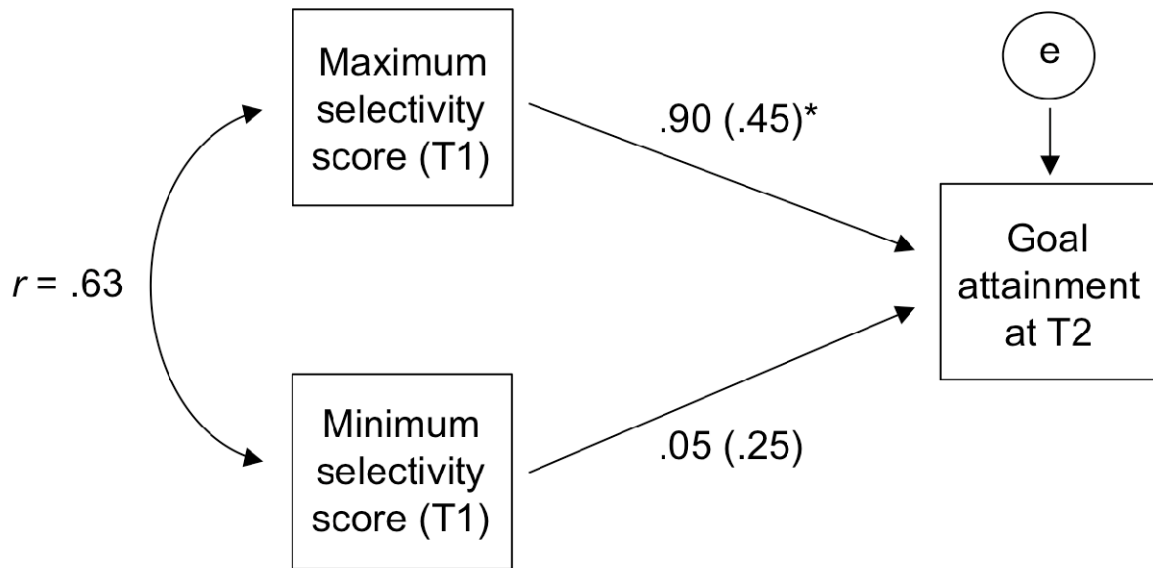 Maximum
selectivity
score (T1)
e
.90 (.45)*
Goal
attainment
at T2
r = .63
Minimum
selectivity
score (T1)
.05 (.25)